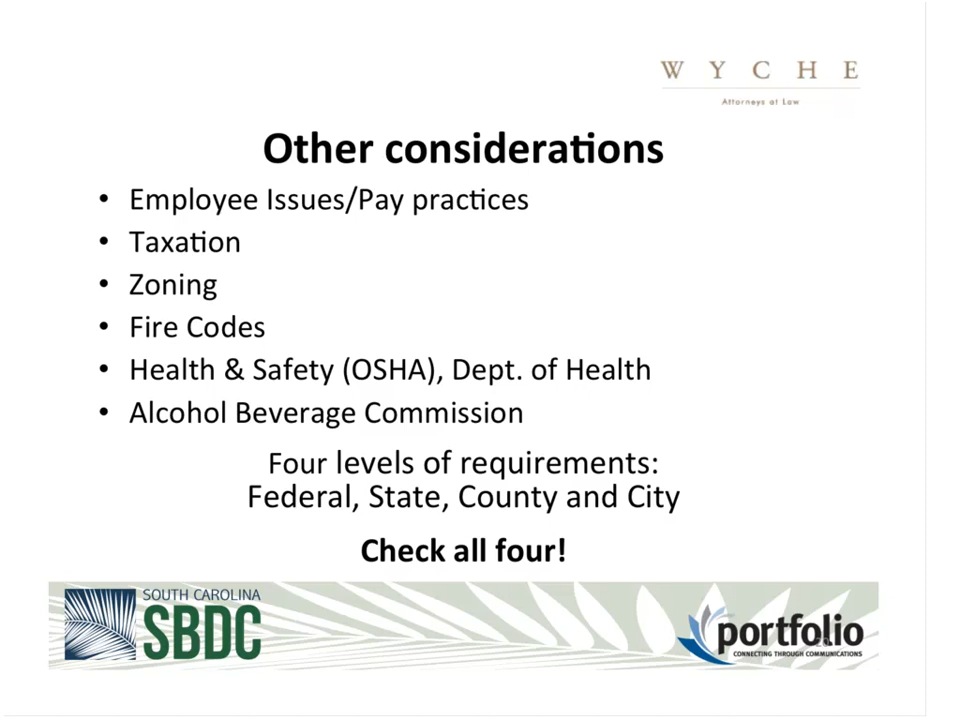 W Y C H E
Attorneys at Law
Other considerations
• Employee Issues/Pay practices
• Taxation
• Zoning
• Fire Codes
• Health & Safety (OSHA), Dept. of Health
• Alcohol Beverage Commission
Four levels of requirements:
Federal, State, County and City
Check all four!
SOUTH CAROLINA
SBDC
portfolio
CONNECTING THROUGH COMMUNICATIONS